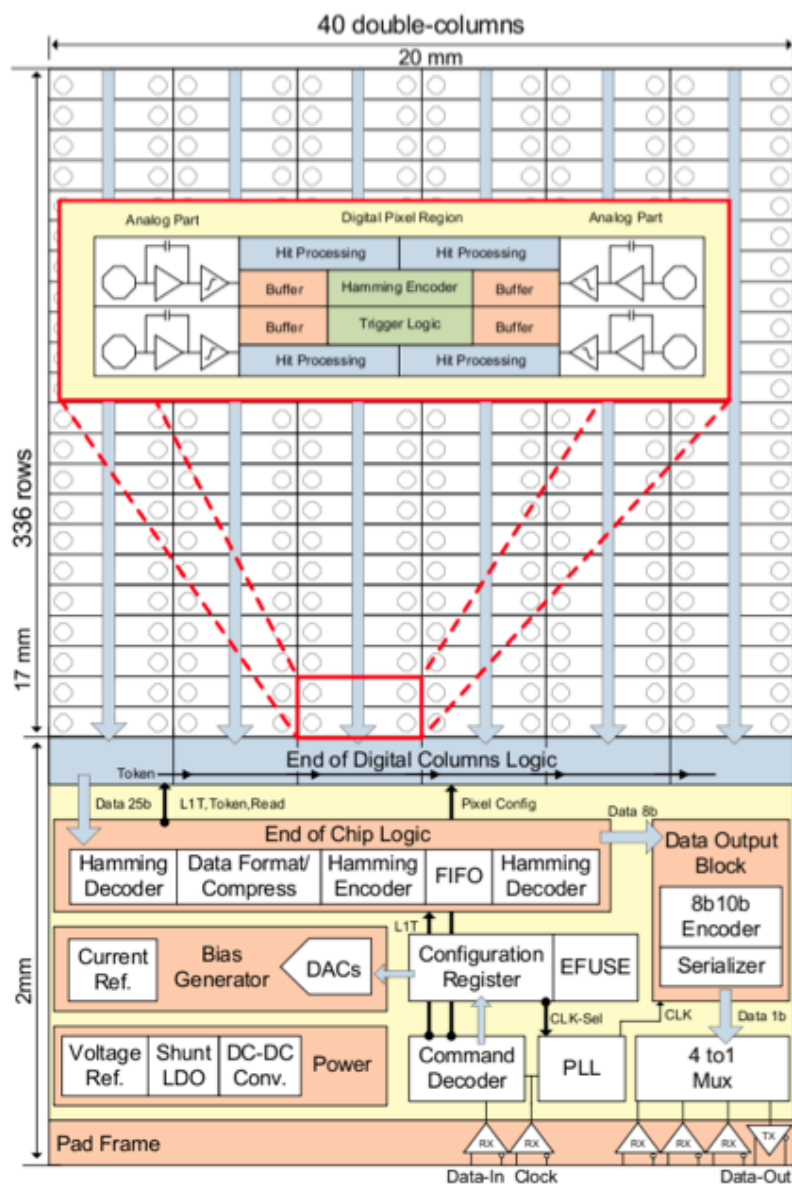 40 double-columns
20 mm
336 rows
17 mm
Analog Part
Digital Pixel Region
Analog Part
Hit Processing
Hit Processing
Buffer
Hamming Encoder
Buffer
Buffer
Trigger Logic
Buffer
Hit Processing
Hit Processing
2mm
End of Digital Columns Logic
Token
Data 25b
L1T,Token,Read
Pixel Config
Data 8b
End of Chip Logic
Hamming
Decoder
Data Format/
Compress
Hamming
Encoder
FIFO
Hamming
Decoder
Data Output
Block
8b10b
Encoder
Serializer
L1T
Current
Ref.
Bias
Generator
DACs
Configuration
Register
EFUSE
CLK-Sel
CLK
Data 1b
Voltage
Ref.
Shunt
LDO
DC-DC
Conv.
Power
Command
Decoder
PLL
4 to1
Mux
Pad Frame
RX
RX
RX
RX
RX
TX
Data-In
Clock
Data-Out